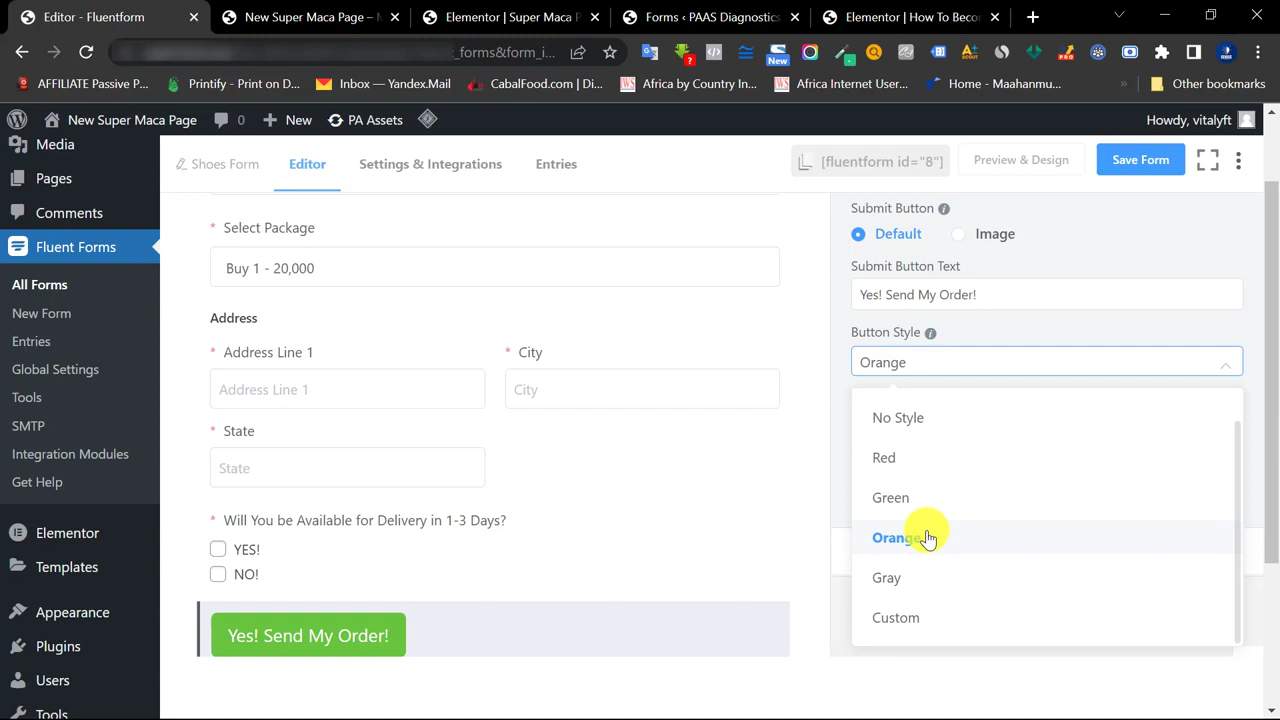 Editor - Fluentform
New Super Maca Page –
Elementor | Super Maca P
Forms ‹ PAAS Diagnostics
Elementor | How To Becor
_forms&form_i...
New
PRO
AFFILIATE Passive P...
Printify - Print on D...
Inbox — Yandex.Mail
CabalFood.com | Di...
Africa by Country In...
Africa Internet User...
Home - Maahanmu...
»
Other bookmarks
New Super Maca Page
0
New
PA Assets
Howdy, vitalyft
Media
Pages
Comments
Fluent Forms
All Forms
New Form
Entries
Global Settings
Tools
SMTP
Integration Modules
Get Help
Elementor
Templates
Appearance
Plugins
Users
Tools
Shoes Form
Editor
Settings & Integrations
Entries
[fluentform id="8"]
Preview & Design
Save Form
* Select Package
Buy 1 - 20,000
Address
* Address Line 1
* City
Address Line 1
City
* State
State
* Will You be Available for Delivery in 1-3 Days?
YES!
NO!
Yes! Send My Order!
Submit Button
Default
Image
Submit Button Text
Yes! Send My Order!
Button Style
Orange
No Style
Red
Green
Orange
Gray
Custom